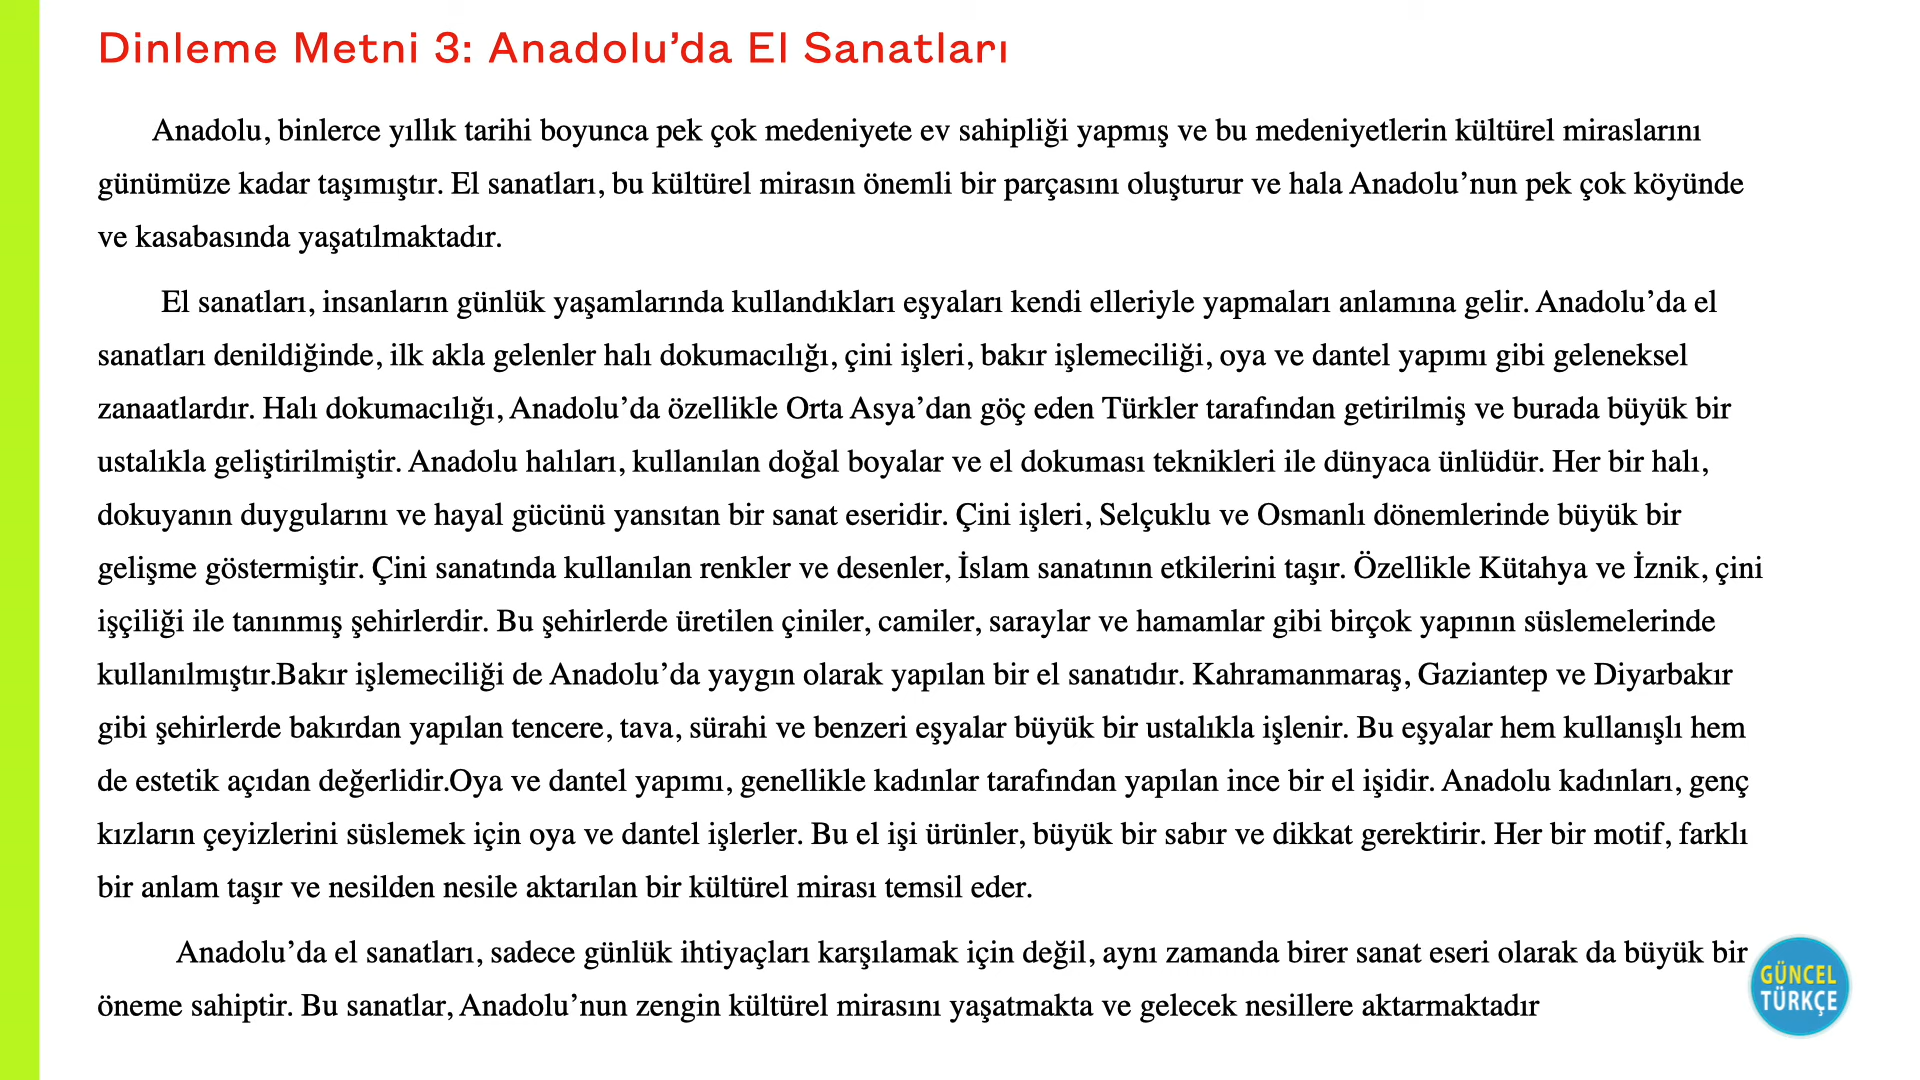 Dinleme Metni 3: Anadolu’da El Sanatları
Anadolu, binlerce yıllık tarihi boyunca pek çok medeniyete ev sahipliği yapmış ve bu medeniyetlerin kültürel miraslarını
günümüze kadar taşımıştır. El sanatları, bu kültürel mirasın önemli bir parçasını oluşturur ve hala Anadolu’nun pek çok köyünde
ve kasabasında yaşatılmaktadır.
El sanatları, insanların günlük yaşamlarında kullandıkları eşyaları kendi elleriyle yapmaları anlamına gelir. Anadolu’da el
sanatları denildiğinde, ilk akla gelenler halı dokumacılığı, çini işleri, bakır işlemeciliği, oya ve dantel yapımı gibi geleneksel
zanaatlardır. Halı dokumacılığı, Anadolu’da özellikle Orta Asya’dan göç eden Türkler tarafından getirilmiş ve burada büyük bir
ustalıkla geliştirilmiştir. Anadolu halıları, kullanılan doğal boyalar ve el dokuması teknikleri ile dünyaca ünlüdür. Her bir halı,
dokuyanın duygularını ve hayal gücünü yansıtan bir sanat eseridir. Çini işleri, Selçuklu ve Osmanlı dönemlerinde büyük bir
gelişme göstermiştir. Çini sanatında kullanılan renkler ve desenler, İslam sanatının etkilerini taşır. Özellikle Kütahya ve İznik, çini
işçiliği ile tanınmış şehirlerdir. Bu şehirlerde üretilen çiniler, camiler, saraylar ve hamamlar gibi birçok yapının süslemelerinde
kullanılmıştır.Bakır işlemeciliği de Anadolu’da yaygın olarak yapılan bir el sanatıdır. Kahramanmaraş, Gaziantep ve Diyarbakır
gibi şehirlerde bakırdan yapılan tencere, tava, sürahi ve benzeri eşyalar büyük bir ustalıkla işlenir. Bu eşyalar hem kullanışlı hem
de estetik açıdan değerlidir.Oya ve dantel yapımı, genellikle kadınlar tarafından yapılan ince bir el işidir. Anadolu kadınları, genç
kızların çeyizlerini süslemek için oya ve dantel işlerler. Bu el işi ürünler, büyük bir sabır ve dikkat gerektirir. Her bir motif, farklı
bir anlam taşır ve nesilden nesile aktarılan bir kültürel mirası temsil eder.
Anadolu’da el sanatları, sadece günlük ihtiyaçları karşılamak için değil, aynı zamanda birer sanat eseri olarak da büyük bir
öneme sahiptir. Bu sanatlar, Anadolu’nun zengin kültürel mirasını yaşatmakta ve gelecek nesillere aktarmaktadır
GÜNCEL
TÜRKÇE